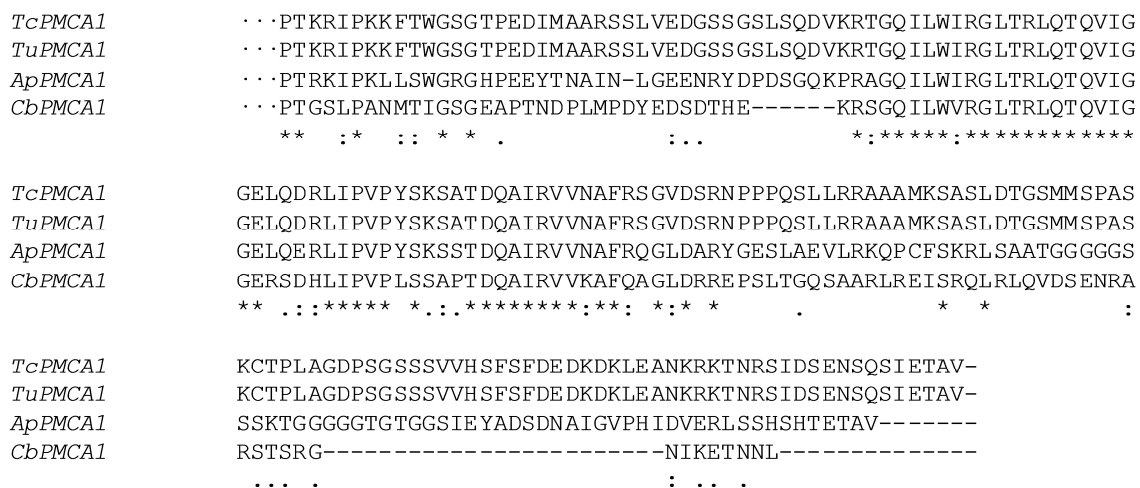 TcPMCA1 ···PTKRIPKKFTWGSGTPEDIMAARSSLVEDGSSGSLSQDVKRTGQILWIRGLTRLQTQVIG
TuPMCA1 ···PTKRIPKKFTWGSGTPEDIMAARSSLVEDGSSGSLSQDVKRTGQILWIRGLTRLQTQVIG
ApPMCA1 ···PTRKIPKLLSWGRGHPEEYTNAIN-LGEENRYDPDSGQKPRAGQILWIRGLTRLQTQVIG
CbPMCA1 ···PTGSLPANMTIGSGEAPTNDPLMPDYEDSDTHE------KRSGQILWVRGLTRLQTQVIG
** :* :: * * . :.. *:*****:************
TcPMCA1 GELQDRLIPVPYSKSATDQAIRVVNAFRSGVDSRNPPPQSLLRRAAAMKSASLDTGSMMSPAS
TuPMCA1 GELQDRLIPVPYSKSATDQAIRVVNAFRSGVDSRNPPPQSLLRRAAAMKSASLDTGSMMSPAS
ApPMCA1 GELQERLIPVPYSKSSTDQAIRVVNAFRQGLDARYGESLAEVLRKQPCFSKRLSAATGGGGGS
CbPMCA1 GERSDHLIPVPLSSAPTDQAIRVVKAFQAGLDRREPSLTGQSAARLREISRQLRLQVDSENRA
** .::***** *.:.********:**: *:* * . * * :
TcPMCA1 KCTPLAGDPSGSSSVVHSFSFDEDKDKLEANKRKTNRSIDSENSQSIETAV-
TuPMCA1 KCTPLAGDPSGSSSVVHSFSFDEDKDKLEANKRKTNRSIDSENSQSIETAV-
ApPMCA1 SSKTGGGGGTGTGGSIEYADSDNAIGVPHIDVERLSSHSHTETAV-------
CbPMCA1 RSTSRG------------------------NIKETNNL--------------
... . : .. .